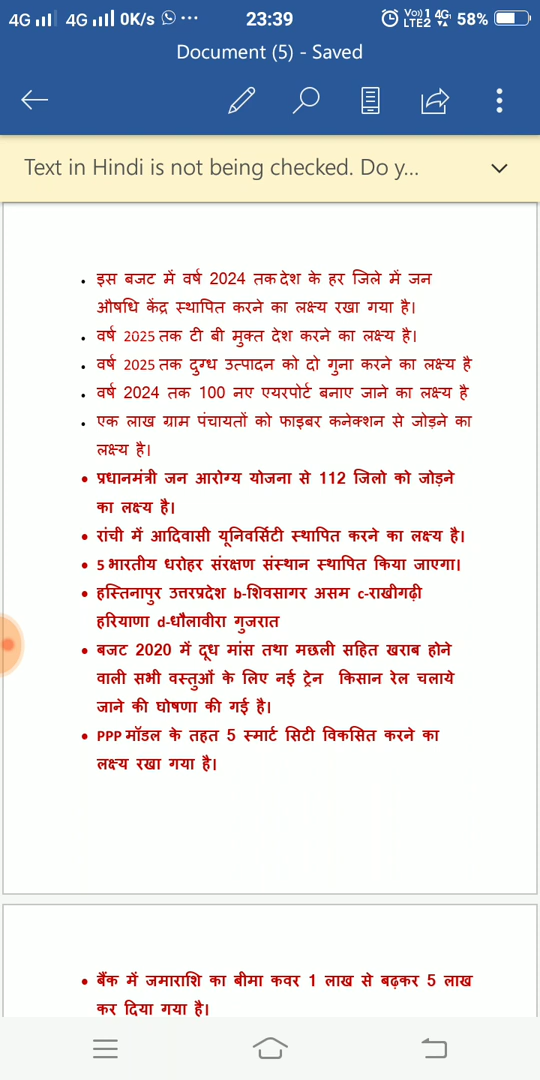 4G 4G 0K/s ... 23:39 Vo)) 1 4G LTE2 58%
Document (5) - Saved
Text in Hindi is not being checked. Do y...
• इस बजट में वर्ष 2024 तक देश के हर जिले में जन
औषधि केंद्र स्थापित करने का लक्ष्य रखा गया है।
• वर्ष 2025 तक टी बी मुक्त देश करने का लक्ष्य है।
• वर्ष 2025 तक दुग्ध उत्पादन को दो गुना करने का लक्ष्य है
• वर्ष 2024 तक 100 नए एयरपोर्ट बनाए जाने का लक्ष्य है
• एक लाख ग्राम पंचायतों को फाइबर कनेक्शन से जोड़ने का
लक्ष्य है।
• प्रधानमंत्री जन आरोग्य योजना से 112 जिलो को जोड़ने
का लक्ष्य है।
• रांची में आदिवासी यूनिवर्सिटी स्थापित करने का लक्ष्य है।
• 5 भारतीय धरोहर संरक्षण संस्थान स्थापित किया जाएगा।
• हस्तिनापुर उत्तरप्रदेश b-शिवसागर असम c-राखीगढ़ी
हरियाणा d-धौलावीरा गुजरात
• बजट 2020 में दूध मांस तथा मछली सहित खराब होने
वाली सभी वस्तुओं के लिए नई ट्रेन किसान रेल चलाये
जाने की घोषणा की गई है।
• PPP मॉडल के तहत 5 स्मार्ट सिटी विकसित करने का
लक्ष्य रखा गया है।
• बैंक में जमाराशि का बीमा कवर 1 लाख से बढ़कर 5 लाख
कर दिया गया है।